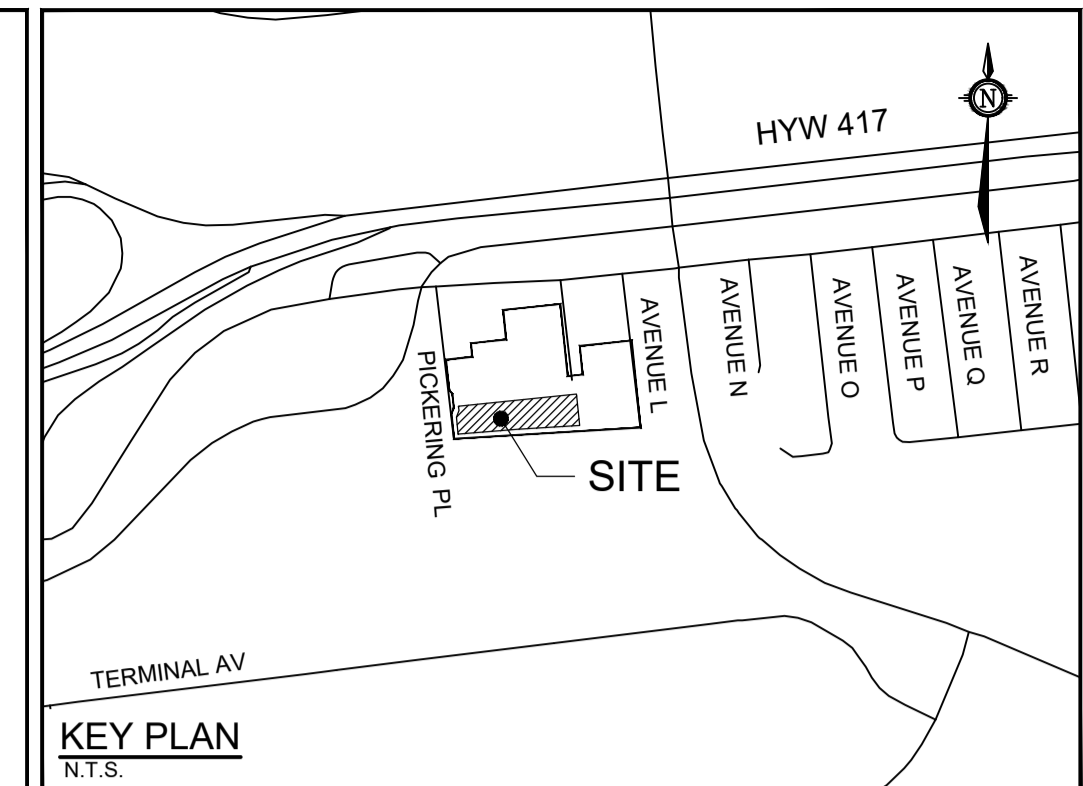 N
HYW 417
PICKERING PL
AVENUE L
AVENUE N
AVENUE O
AVENUE P
AVENUE Q
AVENUE R
SITE
TERMINAL AV
KEY PLAN
N.T.S.